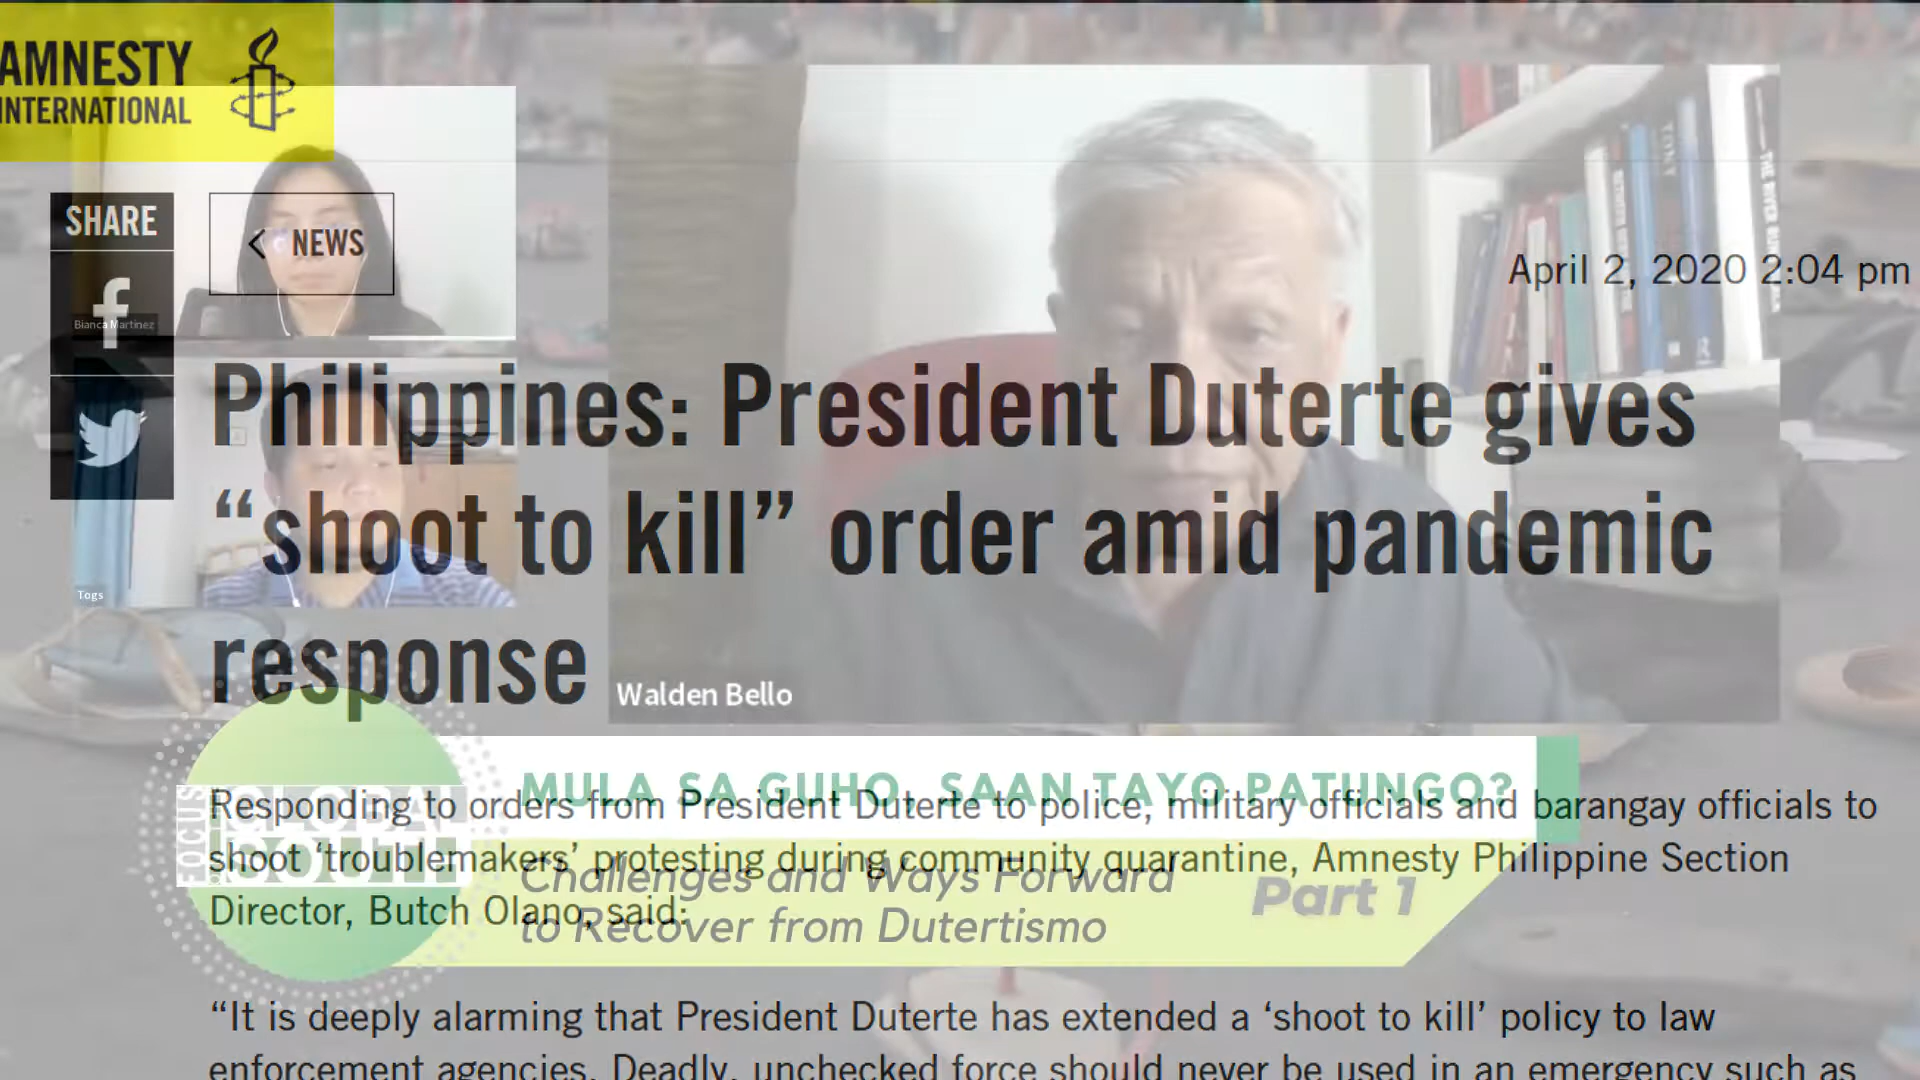 AMNESTY
INTERNATIONAL
SHARE
NEWS
April 2, 2020 2:04 pm
Bianca Martinez
Philippines: President Duterte gives
“shoot to kill” order amid pandemic
response
Togs
Walden Bello
MULA SA GUHO, SAAN TAYO PATUNGO?
Responding to orders from President Duterte to police, military officials and barangay officials to
shoot ‘troublemakers’ protesting during community quarantine, Amnesty Philippine Section
Director, Butch Olano, said:
FOCUS
GLOBAL
SOUTH
Challenges and Ways Forward
to Recover from Dutertismo
Part 1
“It is deeply alarming that President Duterte has extended a ‘shoot to kill’ policy to law
enforcement agencies. Deadly, unchecked force should never be used in an emergency such as